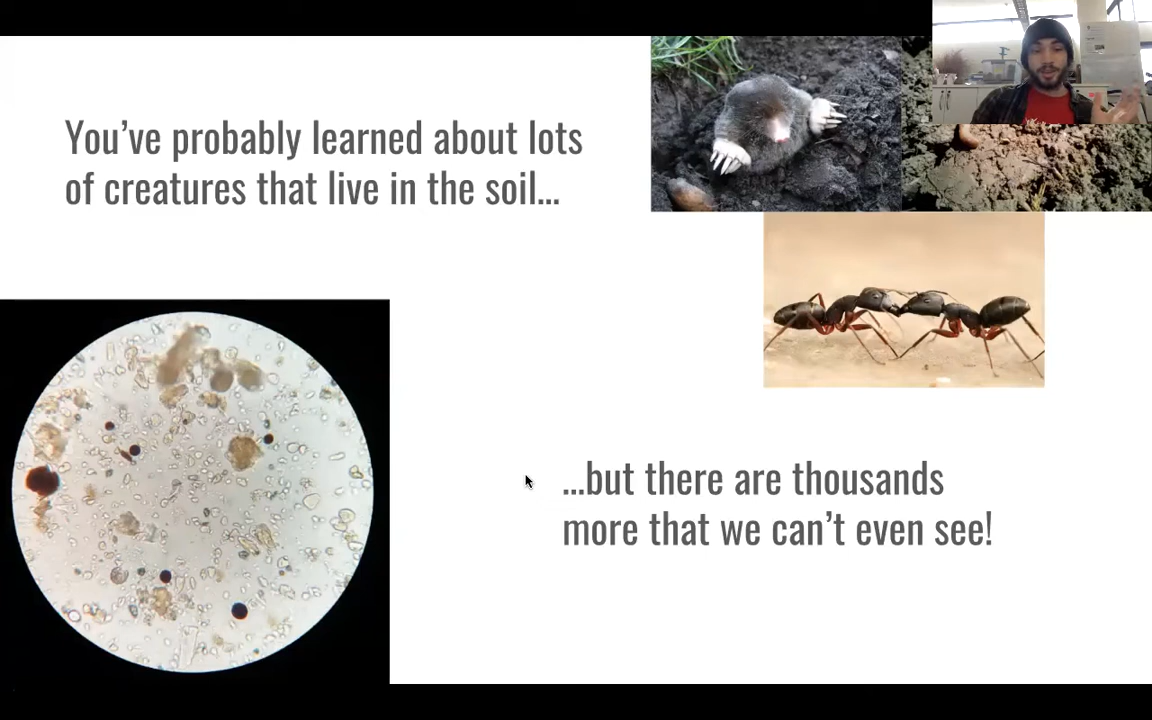 You’ve probably learned about lots
of creatures that live in the soil...
...but there are thousands
more that we can’t even see!